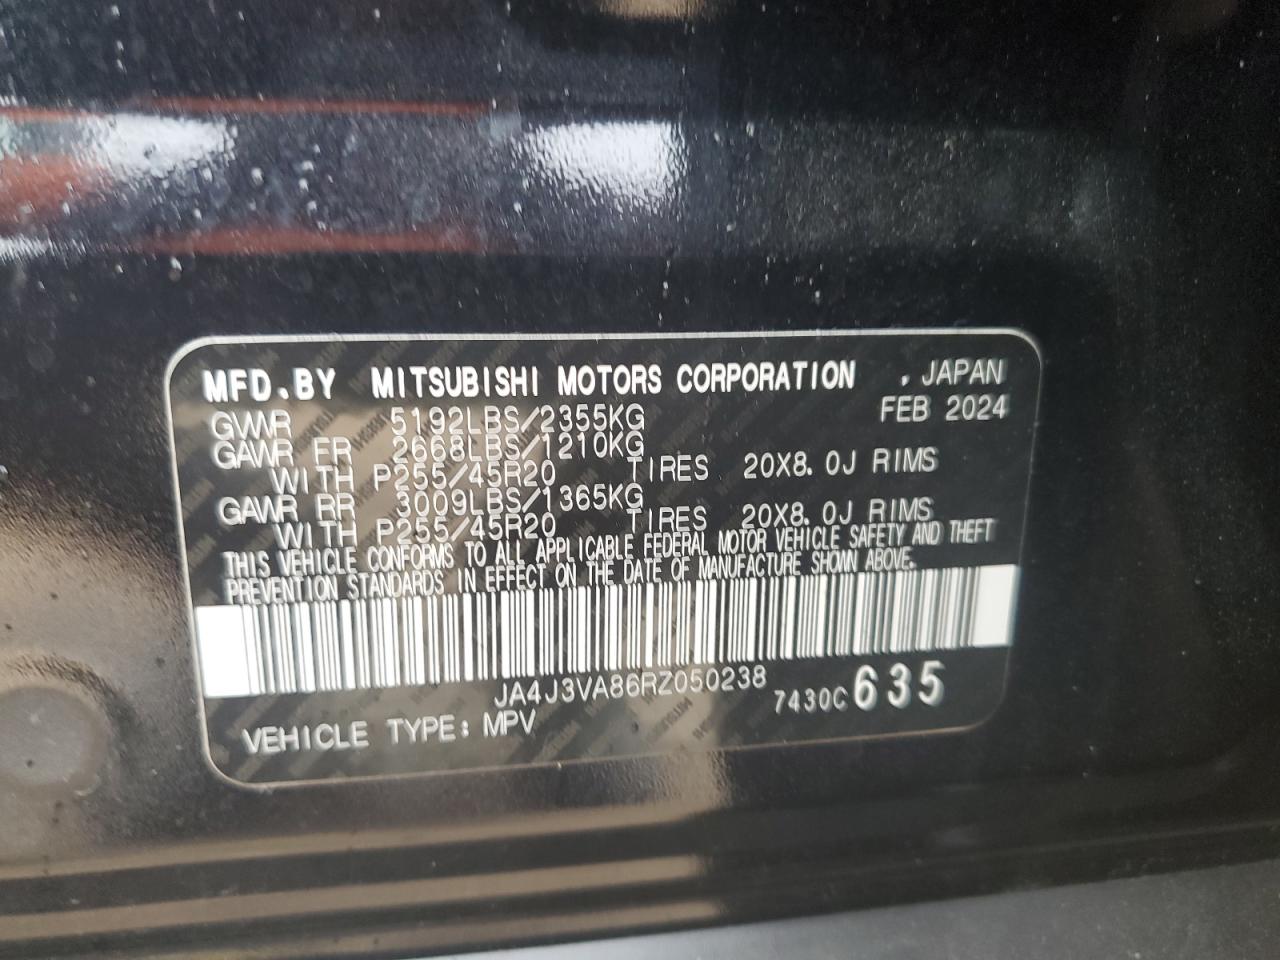 MFD.BY MITSUBISHI MOTORS CORPORATION . JAPAN
GVWR 5192LBS/2355KG FEB 2024
GAWR FR 2668LBS/1210KG
WITH P255/45R20 TIRES 20X8.0J RIMS
GAWR RR 3009LBS/1365KG
WITH P255/45R20 TIRES 20X8.0J RIMS
THIS VEHICLE CONFORMS TO ALL APPLICABLE FEDERAL MOTOR VEHICLE SAFETY AND THEFT
PREVENTION STANDARDS IN EFFECT ON THE DATE OF MANUFACTURE SHOWN ABOVE.
JA4J3VA86RZ050238
7430C 635
VEHICLE TYPE: MPV